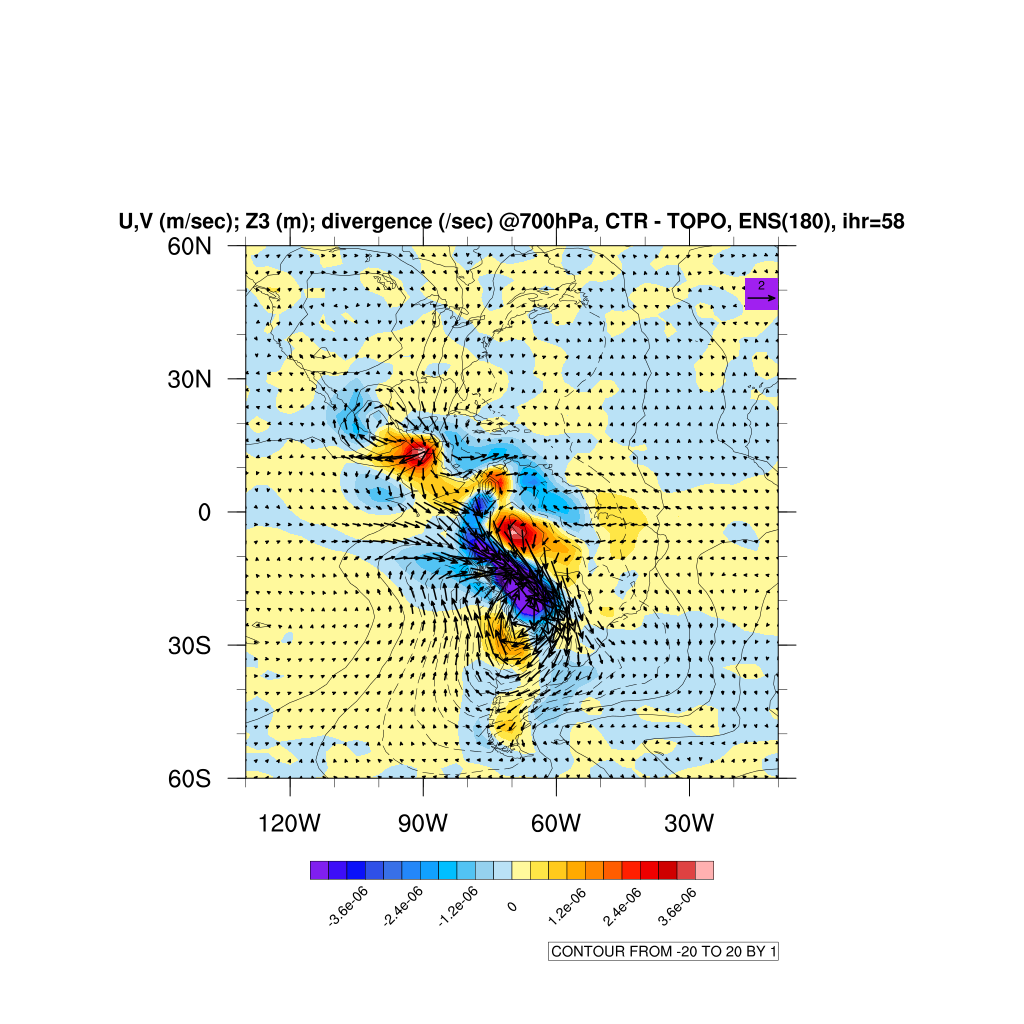 U,V (m/sec); Z3 (m); divergence (/sec) @700hPa, CTR - TOPO, ENS(180), ihr=58
60N
2
30N
0
30S
60S
120W 90W 60W 30W
-3.6e-06 -2.4e-06 -1.2e-06 0 1.2e-06 2.4e-06 3.6e-06
CONTOUR FROM -20 TO 20 BY 1